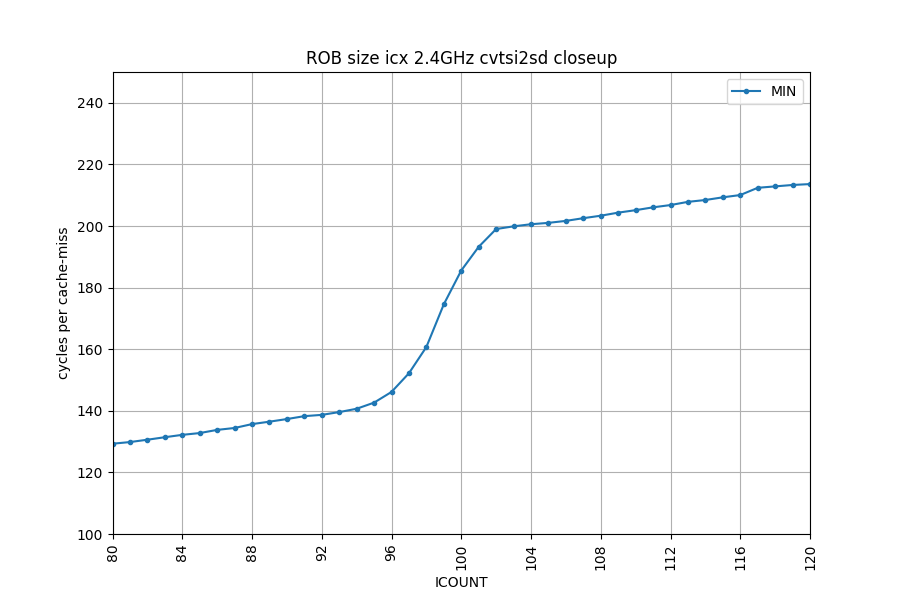 ROB size icx 2.4GHz cvtsi2sd closeup
MIN
240
220
200
180
160
140
120
100
cycles per cache-miss
80 84 88 92 96 100 104 108 112 116 120
ICOUNT